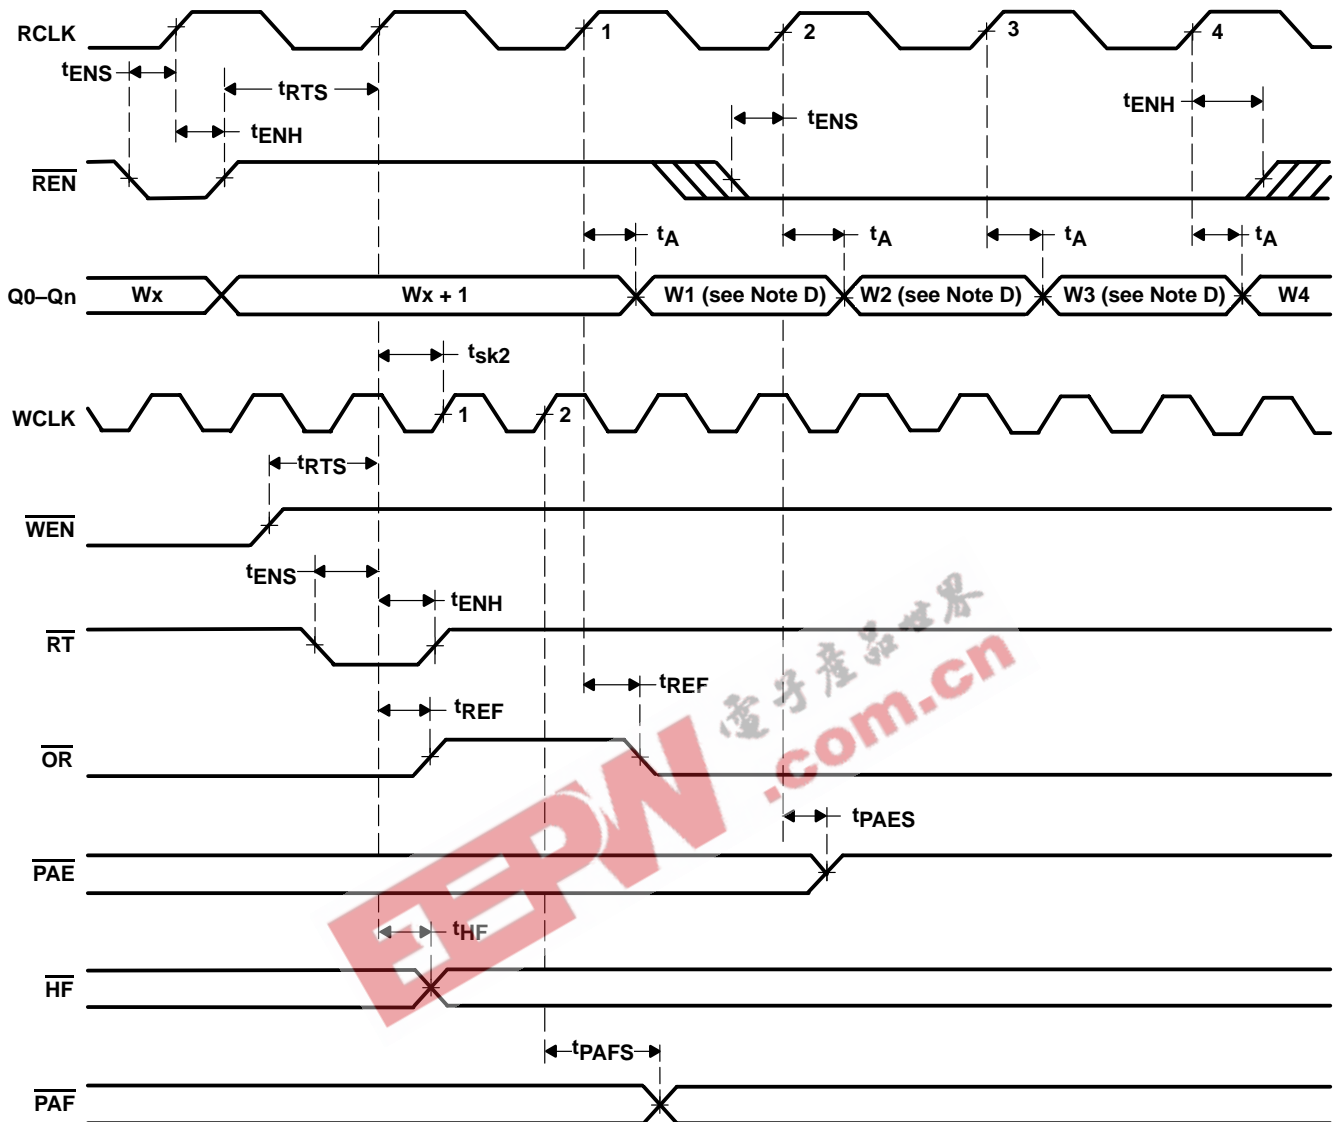 RCLK 1 2 3 4
tENS
tRTS
tENH
tENH
tENS
REN
tA tA tA tA
Q0–Qn Wx Wx + 1 W1 (see Note D) W2 (see Note D) W3 (see Note D) W4
tsk2
WCLK 1 2
tRTS
WEN
tENS
tENH
RT
tREF
tREF
OR
電子產品世界
.com.cn
EEPW
tPAES
PAE
tHF
HF
tPAFS
PAF